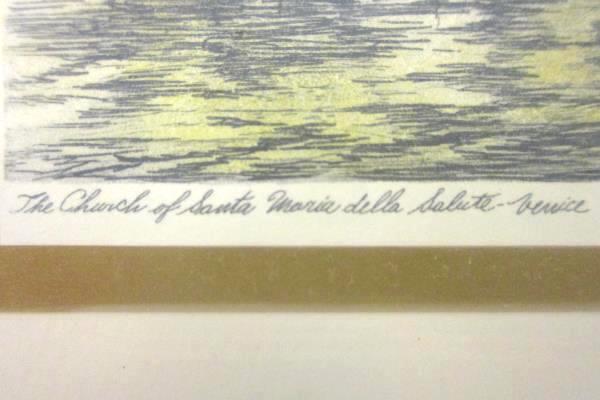 The Church of Santa Maria della Salute - Venice